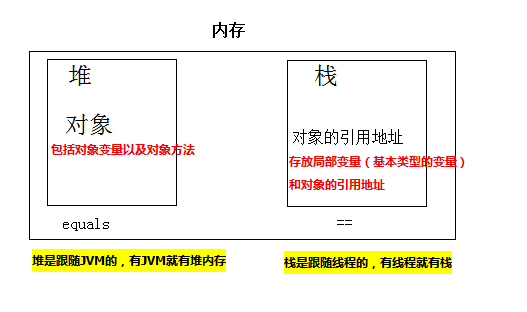 内存
堆
对象
包括对象变量以及对象方法
equals
堆是跟随JVM的，有JVM就有堆内存
栈
对象的引用地址
存放局部变量（基本类型的变量）
和对象的引用地址
==
栈是跟随线程的，有线程就有栈